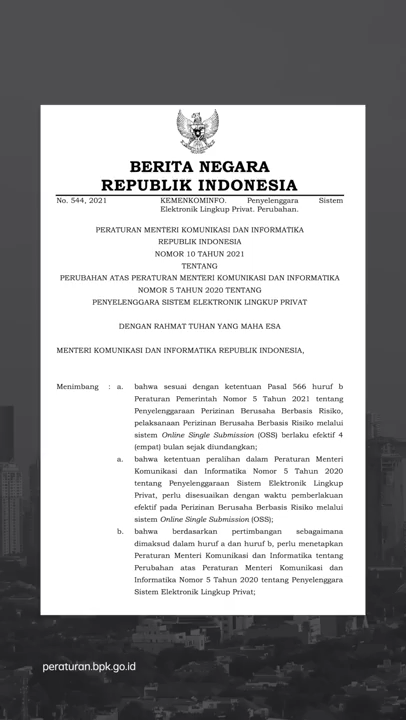 BERITA NEGARA
REPUBLIK INDONESIA
No. 544, 2021 KEMENKOMINFO. Penyelenggara Sistem
Elektronik Lingkup Privat. Perubahan.
PERATURAN MENTERI KOMUNIKASI DAN INFORMATIKA
REPUBLIK INDONESIA
NOMOR 10 TAHUN 2021
TENTANG
PERUBAHAN ATAS PERATURAN MENTERI KOMUNIKASI DAN INFORMATIKA
NOMOR 5 TAHUN 2020 TENTANG
PENYELENGGARA SISTEM ELEKTRONIK LINGKUP PRIVAT
DENGAN RAHMAT TUHAN YANG MAHA ESA
MENTERI KOMUNIKASI DAN INFORMATIKA REPUBLIK INDONESIA,
Menimbang : a. bahwa sesuai dengan ketentuan Pasal 566 huruf b
Peraturan Pemerintah Nomor 5 Tahun 2021 tentang
Penyelenggaraan Perizinan Berusaha Berbasis Risiko,
pelaksanaan Perizinan Berusaha Berbasis Risiko melalui
sistem Online Single Submission (OSS) berlaku efektif 4
(empat) bulan sejak diundangkan;
a. bahwa ketentuan peralihan dalam Peraturan Menteri
Komunikasi dan Informatika Nomor 5 Tahun 2020
tentang Penyelenggaraan Sistem Elektronik Lingkup
Privat, perlu disesuaikan dengan waktu pemberlakuan
efektif pada Perizinan Berusaha Berbasis Risiko melalui
sistem Online Single Submission (OSS);
b. bahwa berdasarkan pertimbangan sebagaimana
dimaksud dalam huruf a dan huruf b, perlu menetapkan
Peraturan Menteri Komunikasi dan Informatika tentang
Perubahan atas Peraturan Menteri Komunikasi dan
Informatika Nomor 5 Tahun 2020 tentang Penyelenggara
Sistem Elektronik Lingkup Privat;
peraturan.bpk.go.id